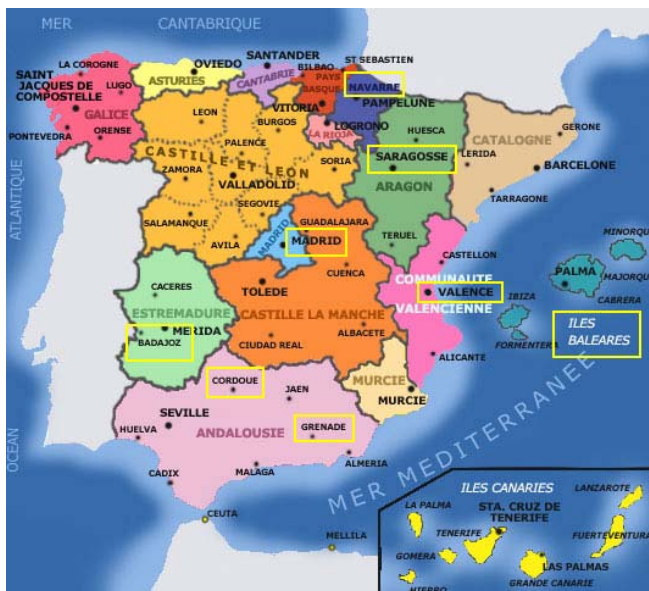 MER CANTABRIQUE
LA COROGNE
OVIEDO
SANTANDER
BILBAO
ST SEBASTIEN
SAINT
JACQUES DE
COMPOSTELLE
LUGO
ASTURIES
CANTABRIE
PAYS
BASQUE
NAVARRE
GALICE
VITORIA
PAMPELUNE
PONTEVEDRA
ORENSE
LEON
BURGOS
LOGRONO
LA RIOJA
HUESCA
CATALOGNE
GERONE
PALENCE
CASTILLE ET LEON
SORIA
SARAGOSSE
LERIDA
BARCELONE
ZAMORA
VALLADOLID
ARAGON
TARRAGONE
ATLANTIQUE
SALAMANQUE
SEGOVIE
GUADALAJARA
TERUEL
MINORQUE
AVILA
MADRID
MADRID
CASTELLON
PALMA
MAJORQUE
CUENCA
COMMUNAUTE
CACERES
TOLEDE
VALENCE
IBIZA
CABRERA
ESTREMADURE
CASTILLE LA MANCHE
VALENCIENNE
MERIDA
ALBACETE
FORMENTERA
ILES
BALEARES
BADAJOZ
CIUDAD REAL
ALICANTE
CORDOUE
MURCIE
JAEN
MURCIE
SEVILLE
OCEAN
HUELVA
ANDALOUSIE
GRENADE
MER MEDITERRANEE
CADIX
MALAGA
ALMERIA
CEUTA
MELLILA
ILES CANARIES
LANZAROTE
LA PALMA
STA. CRUZ DE
TENERIFE
TENERIFE
FUERTEVENTURA
GOMERA
LAS PALMAS
HIERRO
GRANDE CANARIE